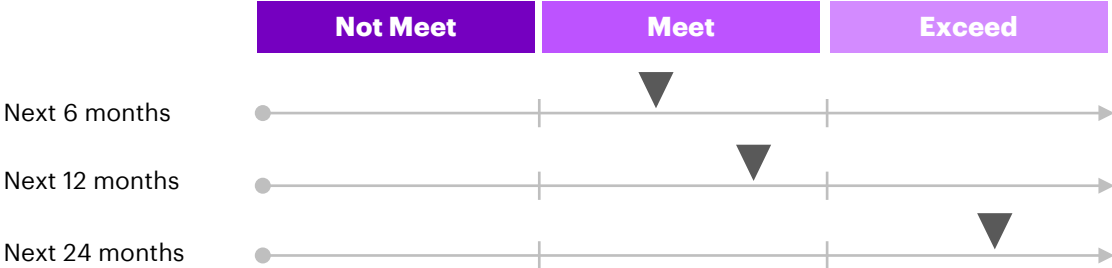 Not Meet Meet Exceed
Next 6 months
Next 12 months
Next 24 months